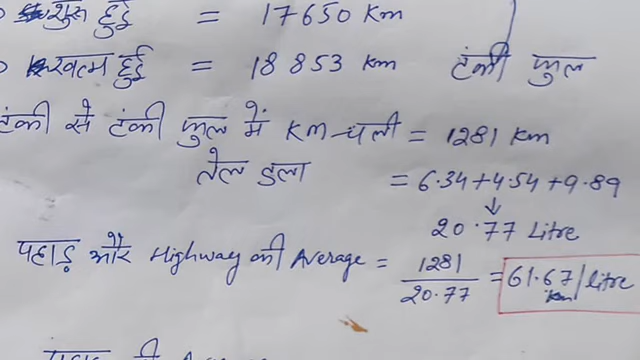 शुरु हुई = 17650 Km
खत्म हुई = 18853 Km टंकी फुल
टंकी से टंकी फुल में KM चली = 1281 Km
तेल डला = 6.34+4.54+9.89
↓
20.77 Litre
पहाड़ और Highway की Average = 1281/20.77 = 61.67 km/litre